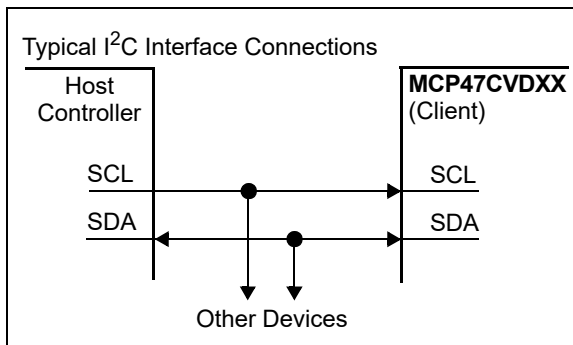 Typical I²C Interface Connections
Host
Controller
MCP47CVDXX
(Client)
SCL
SCL
SDA
SDA
Other Devices